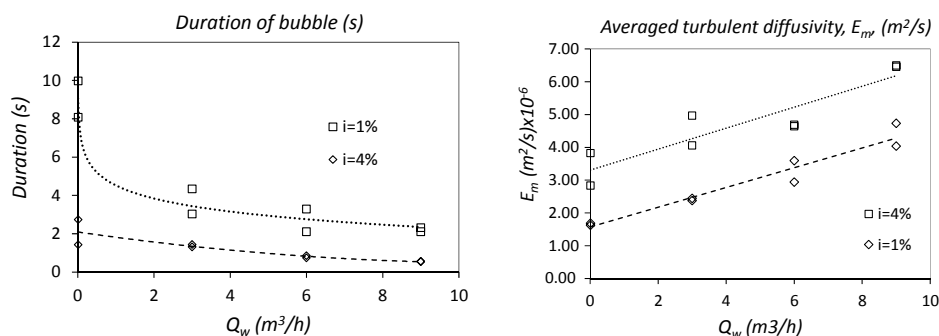 Duration of bubble (s)
12
10
8
6
4
2
0
Duration (s)
i=1%
i=4%
0 2 4 6 8 10
Qw (m³/h)
Averaged turbulent diffusivity, Em, (m²/s)
7.00
6.00
5.00
4.00
3.00
2.00
1.00
0.00
Em (m²/s)x10⁻⁶
i=4%
i=1%
0 2 4 6 8 10
Qw (m3/h)